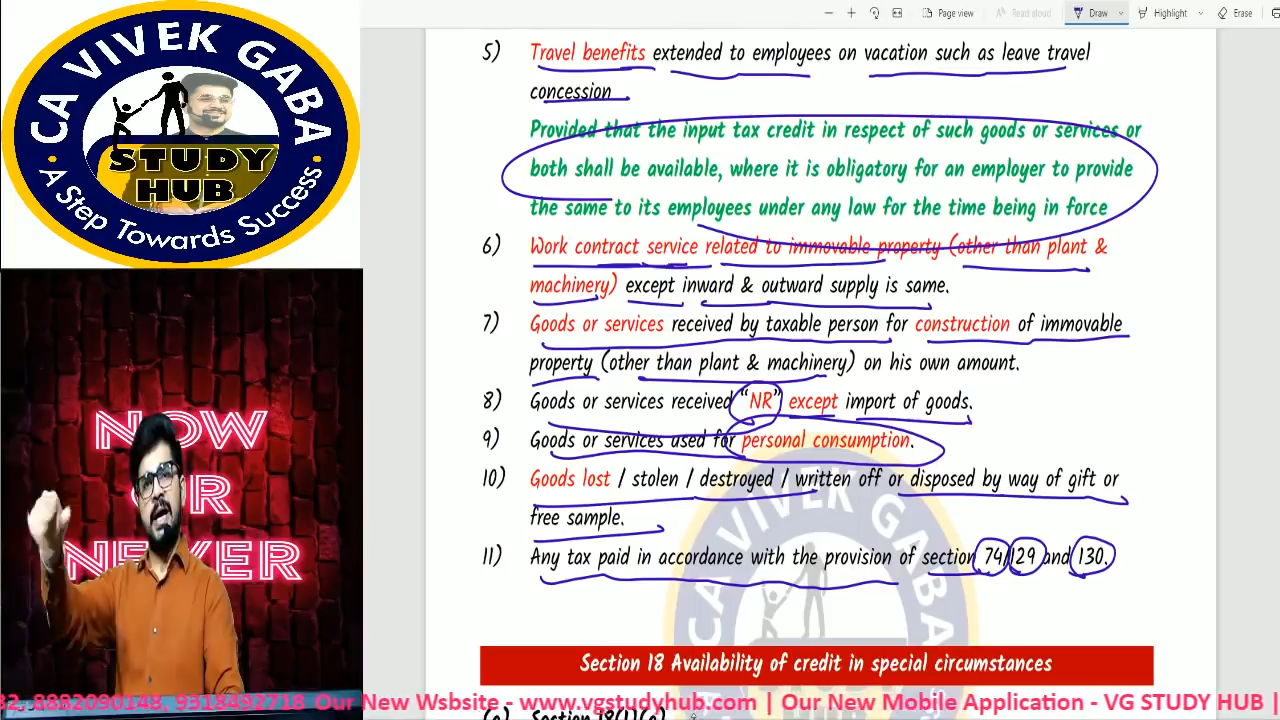 CA VIVEK GABA
STUDY
HUB
• A Step Towards Success •
NOW
OR
NEVER
Page view
Read aloud
Draw
Highlight
Erase
5) Travel benefits extended to employees on vacation such as leave travel
concession
Provided that the input tax credit in respect of such goods or services or
both shall be available, where it is obligatory for an employer to provide
the same to its employees under any law for the time being in force
6) Work contract service related to immovable property (other than plant &
machinery) except inward & outward supply is same.
7) Goods or services received by taxable person for construction of immovable
property (other than plant & machinery) on his own amount.
8) Goods or services received "NR" except import of goods.
9) Goods or services used for personal consumption.
10) Goods lost / stolen / destroyed / written off or disposed by way of gift or
free sample.
11) Any tax paid in accordance with the provision of section 74/129 and 130.
Section 18 Availability of credit in special circumstances
(a) Section 18(1)(a)
82, 8882090148, 9318492718 Our New Wsbsite - www.vgstudyhub.com | Our New Mobile Application - VG STUDY HUB |